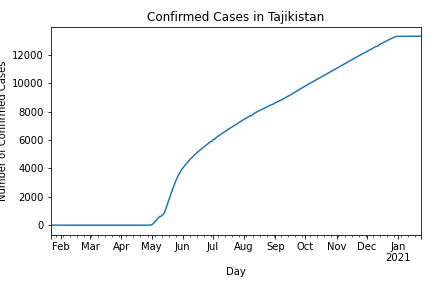 Confirmed Cases in Tajikistan
Number of Confirmed Cases
12000
10000
8000
6000
4000
2000
0
Feb Mar Apr May Jun Jul Aug Sep Oct Nov Dec Jan
2021
Day